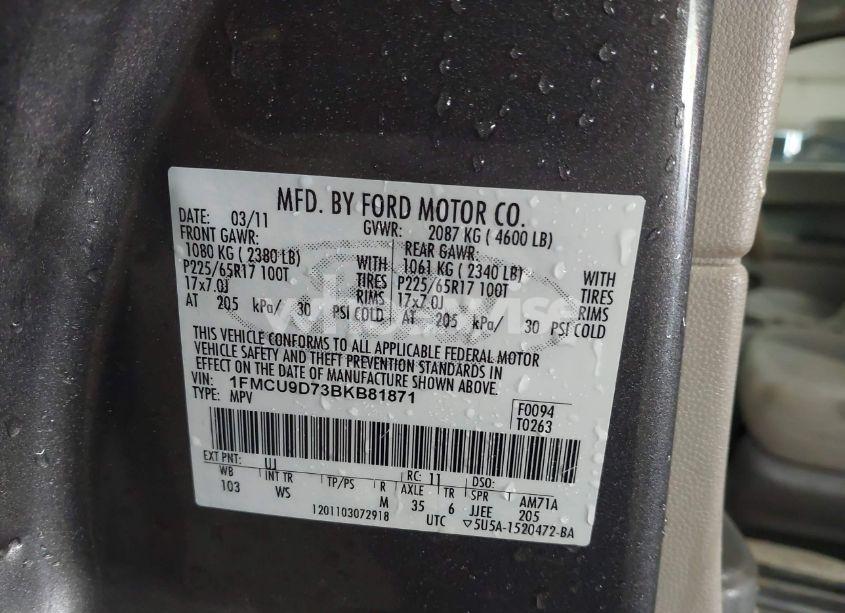 MFD. BY FORD MOTOR CO.
DATE: 03/11 GVWR: 2087 KG ( 4600 LB)
FRONT GAWR: REAR GAWR:
1080 KG ( 2380 LB) WITH 1061 KG ( 2340 LB) WITH
P225/65R17 100T TIRES P225/65R17 100T TIRES
17x7.0J RIMS 17x7.0J RIMS
AT 205 kPa/ 30 PSI COLD AT 205 kPa/ 30 PSI COLD
THIS VEHICLE CONFORMS TO ALL APPLICABLE FEDERAL MOTOR
VEHICLE SAFETY AND THEFT PREVENTION STANDARDS IN
EFFECT ON THE DATE OF MANUFACTURE SHOWN ABOVE.
VIN: 1FMCU9D73BKB81871
TYPE: MPV
F0094
T0263
EXT PNT: UJ RC: 11 DSO:
WB INT TR TP/PS R AXLE TR SPR AM71A
103 WS M 35 6 JJEE 205
1201103072918 UTC ▽5U5A-1520472-BA